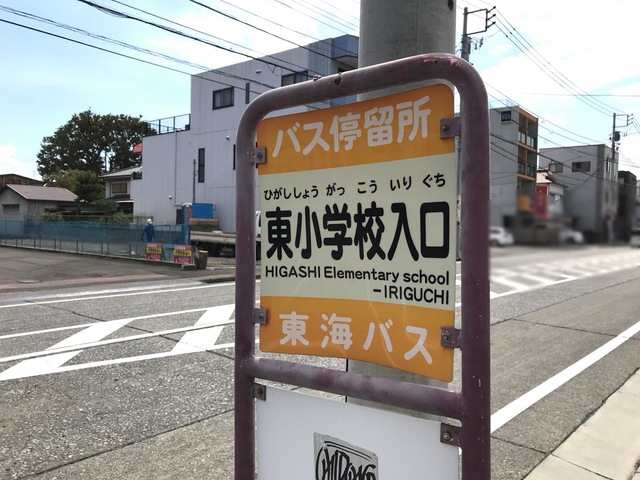 バス停留所
ひがししょう がっ こう いり ぐち
東小学校入口
HIGASHI Elementary school
-IRIGUCHI
東海バス